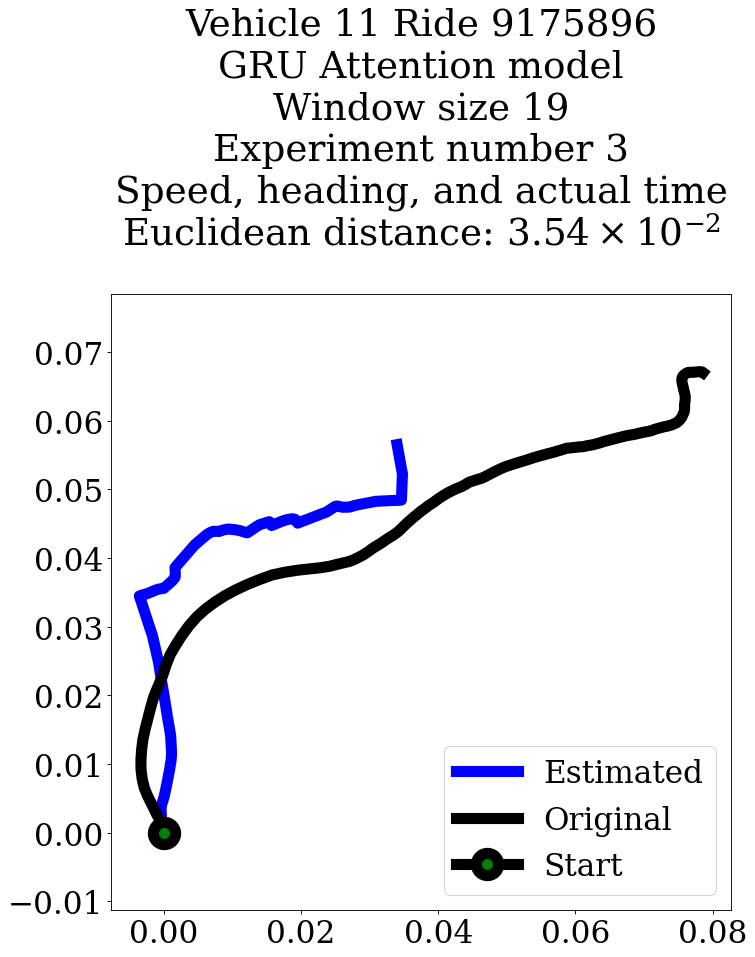 Vehicle 11 Ride 9175896
GRU Attention model
Window size 19
Experiment number 3
Speed, heading, and actual time
Euclidean distance: 3.54 × 10⁻²
0.07
0.06
0.05
0.04
0.03
0.02
0.01
0.00
−0.01
0.00 0.02 0.04 0.06 0.08
Estimated
Original
Start